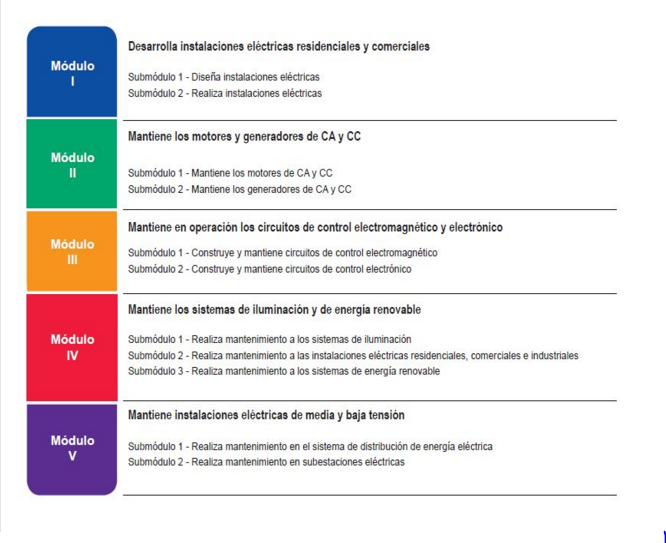 Módulo
I
Desarrolla instalaciones eléctricas residenciales y comerciales
Submódulo 1 - Diseña instalaciones eléctricas
Submódulo 2 - Realiza instalaciones eléctricas
Módulo
II
Mantiene los motores y generadores de CA y CC
Submódulo 1 - Mantiene los motores de CA y CC
Submódulo 2 - Mantiene los generadores de CA y CC
Módulo
III
Mantiene en operación los circuitos de control electromagnético y electrónico
Submódulo 1 - Construye y mantiene circuitos de control electromagnético
Submódulo 2 - Construye y mantiene circuitos de control electrónico
Módulo
IV
Mantiene los sistemas de iluminación y de energía renovable
Submódulo 1 - Realiza mantenimiento a los sistemas de iluminación
Submódulo 2 - Realiza mantenimiento a las instalaciones eléctricas residenciales, comerciales e industriales
Submódulo 3 - Realiza mantenimiento a los sistemas de energía renovable
Módulo
V
Mantiene instalaciones eléctricas de media y baja tensión
Submódulo 1 - Realiza mantenimiento en el sistema de distribución de energía eléctrica
Submódulo 2 - Realiza mantenimiento en subestaciones eléctricas